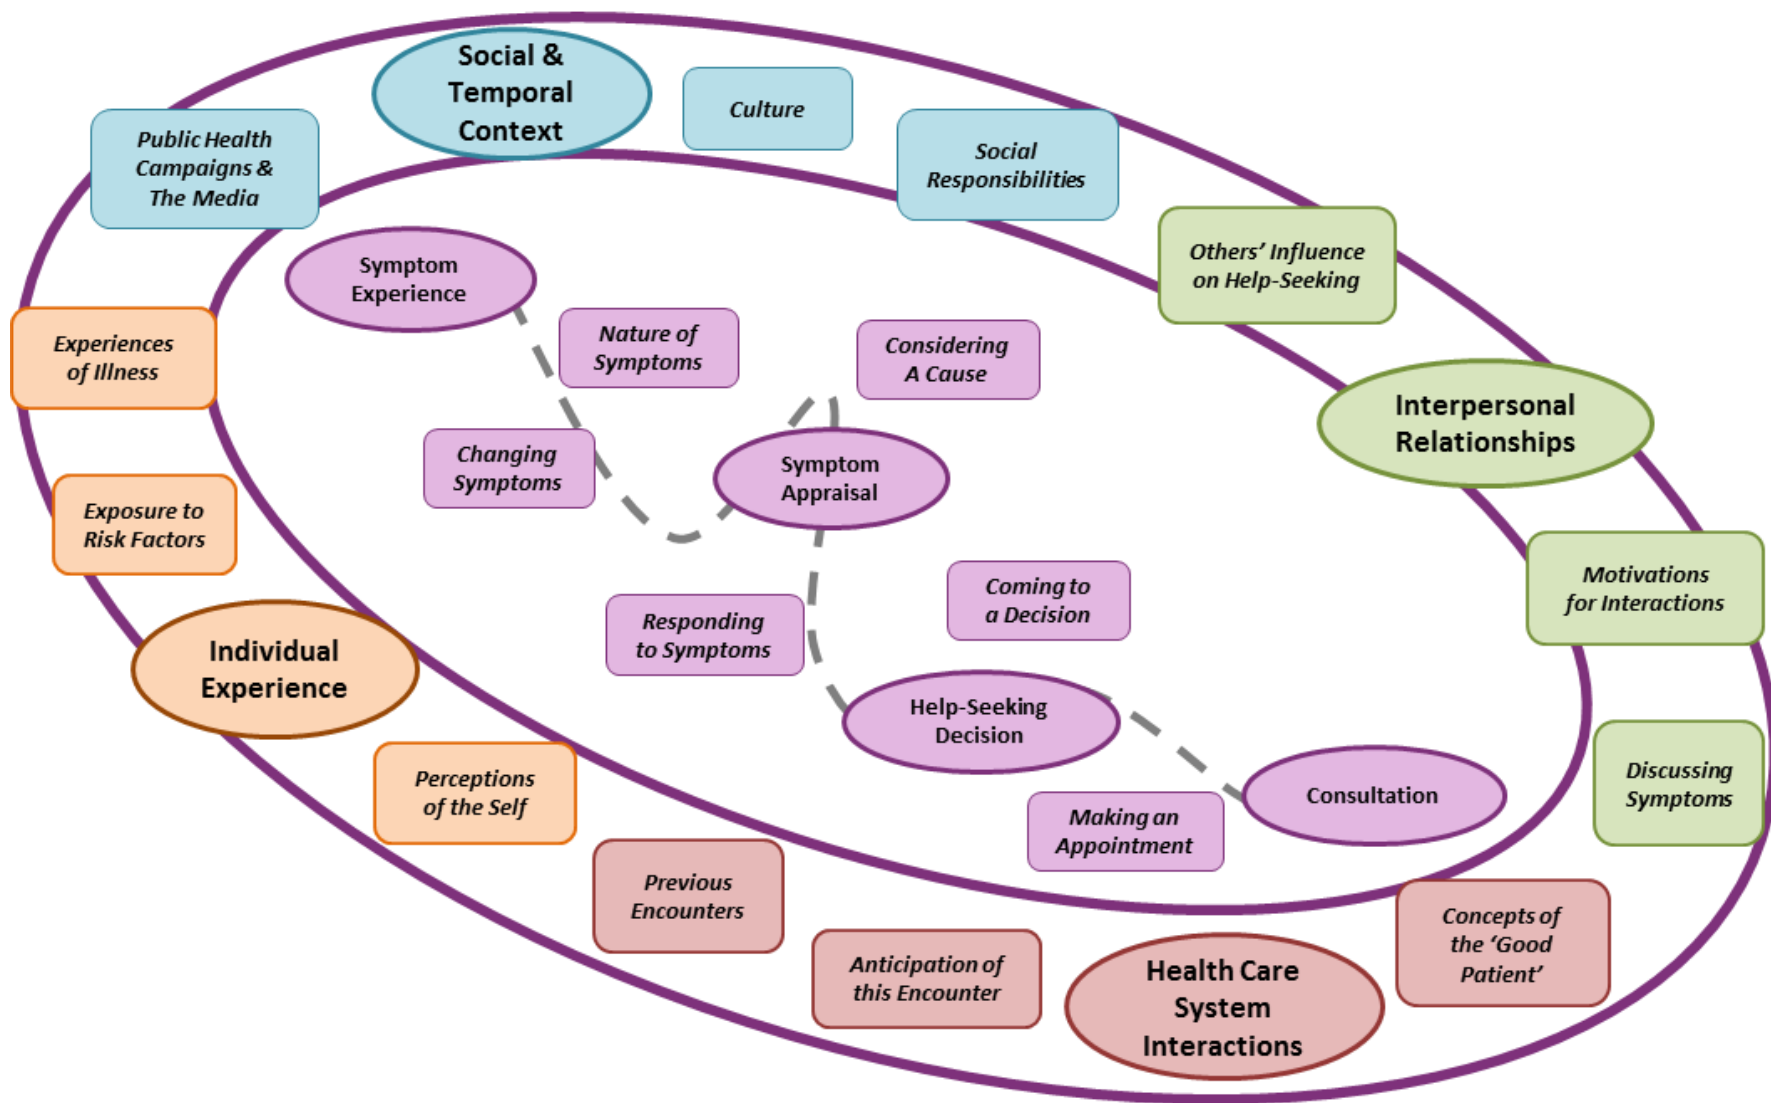 Social &
Temporal
Context
Culture
Public Health
Campaigns &
The Media
Social
Responsibilities
Others’ Influence
on Help-Seeking
Symptom
Experience
Experiences
of Illness
Nature of
Symptoms
Considering
A Cause
Interpersonal
Relationships
Changing
Symptoms
Symptom
Appraisal
Exposure to
Risk Factors
Coming to
a Decision
Motivations
for Interactions
Responding
to Symptoms
Individual
Experience
Help-Seeking
Decision
Perceptions
of the Self
Consultation
Discussing
Symptoms
Making an
Appointment
Previous
Encounters
Concepts of
the ‘Good
Patient’
Anticipation of
this Encounter
Health Care
System
Interactions